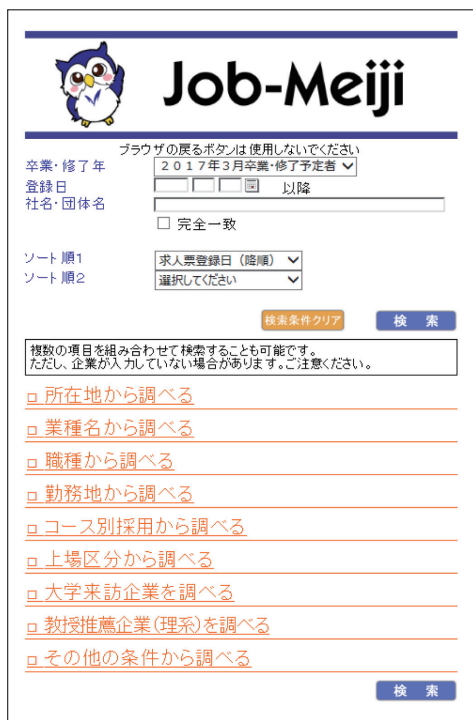 Job-Meiji
ブラウザの戻るボタンは使用しないでください
卒業・修了年 2017年3月卒業・修了予定者
登録日 以降
社名・団体名
完全一致
ソート順1 求人票登録日（降順）
ソート順2 選択してください
検索条件クリア 検 索
複数の項目を組み合わせて検索することも可能です。
ただし、企業が入力していない場合があります。ご注意ください。
所在地から調べる
業種名から調べる
職種から調べる
勤務地から調べる
コース別採用から調べる
上場区分から調べる
大学来訪企業を調べる
教授推薦企業(理系)を調べる
その他の条件から調べる
検 索